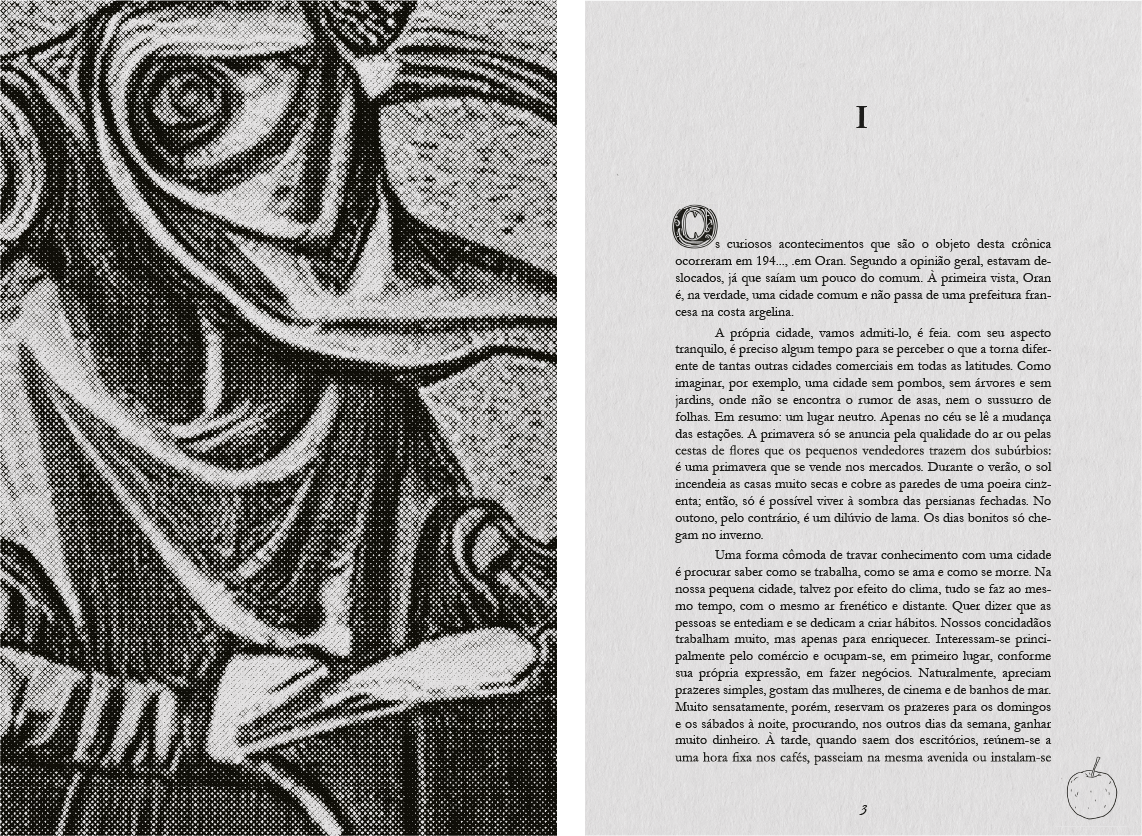 I
Os curiosos acontecimentos que são o objeto desta crônica
ocorreram em 194..., .em Oran. Segundo a opinião geral, estavam de-
slocados, já que saíam um pouco do comum. À primeira vista, Oran
é, na verdade, uma cidade comum e não passa de uma prefeitura fran-
cesa na costa argelina.
A própria cidade, vamos admiti-lo, é feia. com seu aspecto
tranquilo, é preciso algum tempo para se perceber o que a torna difer-
ente de tantas outras cidades comerciais em todas as latitudes. Como
imaginar, por exemplo, uma cidade sem pombos, sem árvores e sem
jardins, onde não se encontra o rumor de asas, nem o sussurro de
folhas. Em resumo: um lugar neutro. Apenas no céu se lê a mudança
das estações. A primavera só se anuncia pela qualidade do ar ou pelas
cestas de flores que os pequenos vendedores trazem dos subúrbios:
é uma primavera que se vende nos mercados. Durante o verão, o sol
incendeia as casas muito secas e cobre as paredes de uma poeira cinz-
enta; então, só é possível viver à sombra das persianas fechadas. No
outono, pelo contrário, é um dilúvio de lama. Os dias bonitos só che-
gam no inverno.
Uma forma cômoda de travar conhecimento com uma cidade
é procurar saber como se trabalha, como se ama e como se morre. Na
nossa pequena cidade, talvez por efeito do clima, tudo se faz ao mes-
mo tempo, com o mesmo ar frenético e distante. Quer dizer que as
pessoas se entediam e se dedicam a criar hábitos. Nossos concidadãos
trabalham muito, mas apenas para enriquecer. Interessam-se princi-
palmente pelo comércio e ocupam-se, em primeiro lugar, conforme
sua própria expressão, em fazer negócios. Naturalmente, apreciam
prazeres simples, gostam das mulheres, de cinema e de banhos de mar.
Muito sensatamente, porém, reservam os prazeres para os domingos
e os sábados à noite, procurando, nos outros dias da semana, ganhar
muito dinheiro. À tarde, quando saem dos escritórios, reúnem-se a
uma hora fixa nos cafés, passeiam na mesma avenida ou instalam-se
3